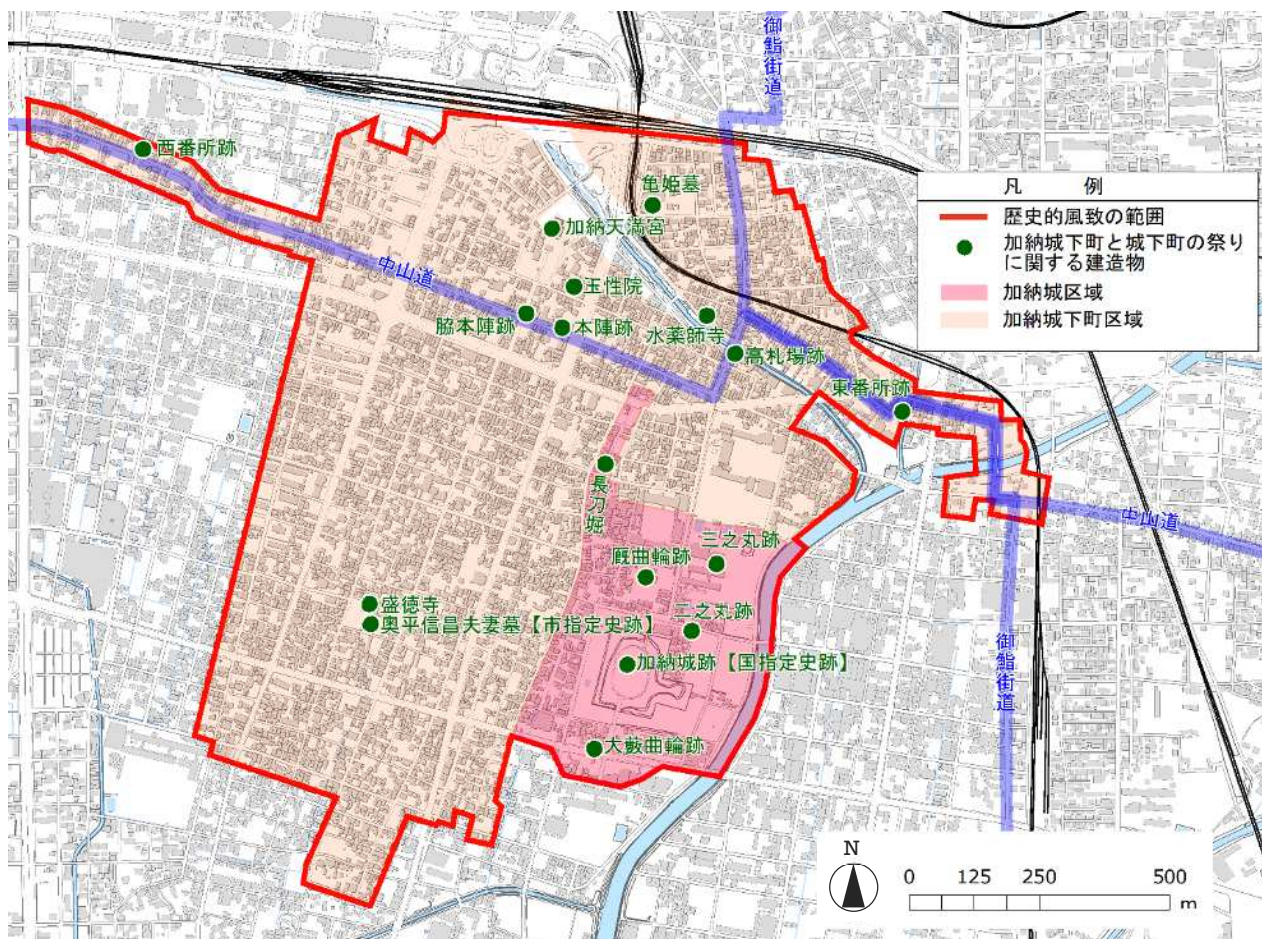 御鮨街道
西番所跡
亀姫墓
加納天満宮
中山道
玉性院
脇本陣跡
本陣跡
水薬師寺
高札場跡
東番所跡
凡 例
歴史的風致の範囲
加納城下町と城下町の祭り
に関する建造物
加納城区域
加納城下町区域
長刀堀
中山道
三之丸跡
厩曲輪跡
盛徳寺
奥平信昌夫妻墓【市指定史跡】
二之丸跡
加納城跡【国指定史跡】
御鮨街道
大藪曲輪跡
N
0 125 250 500
m